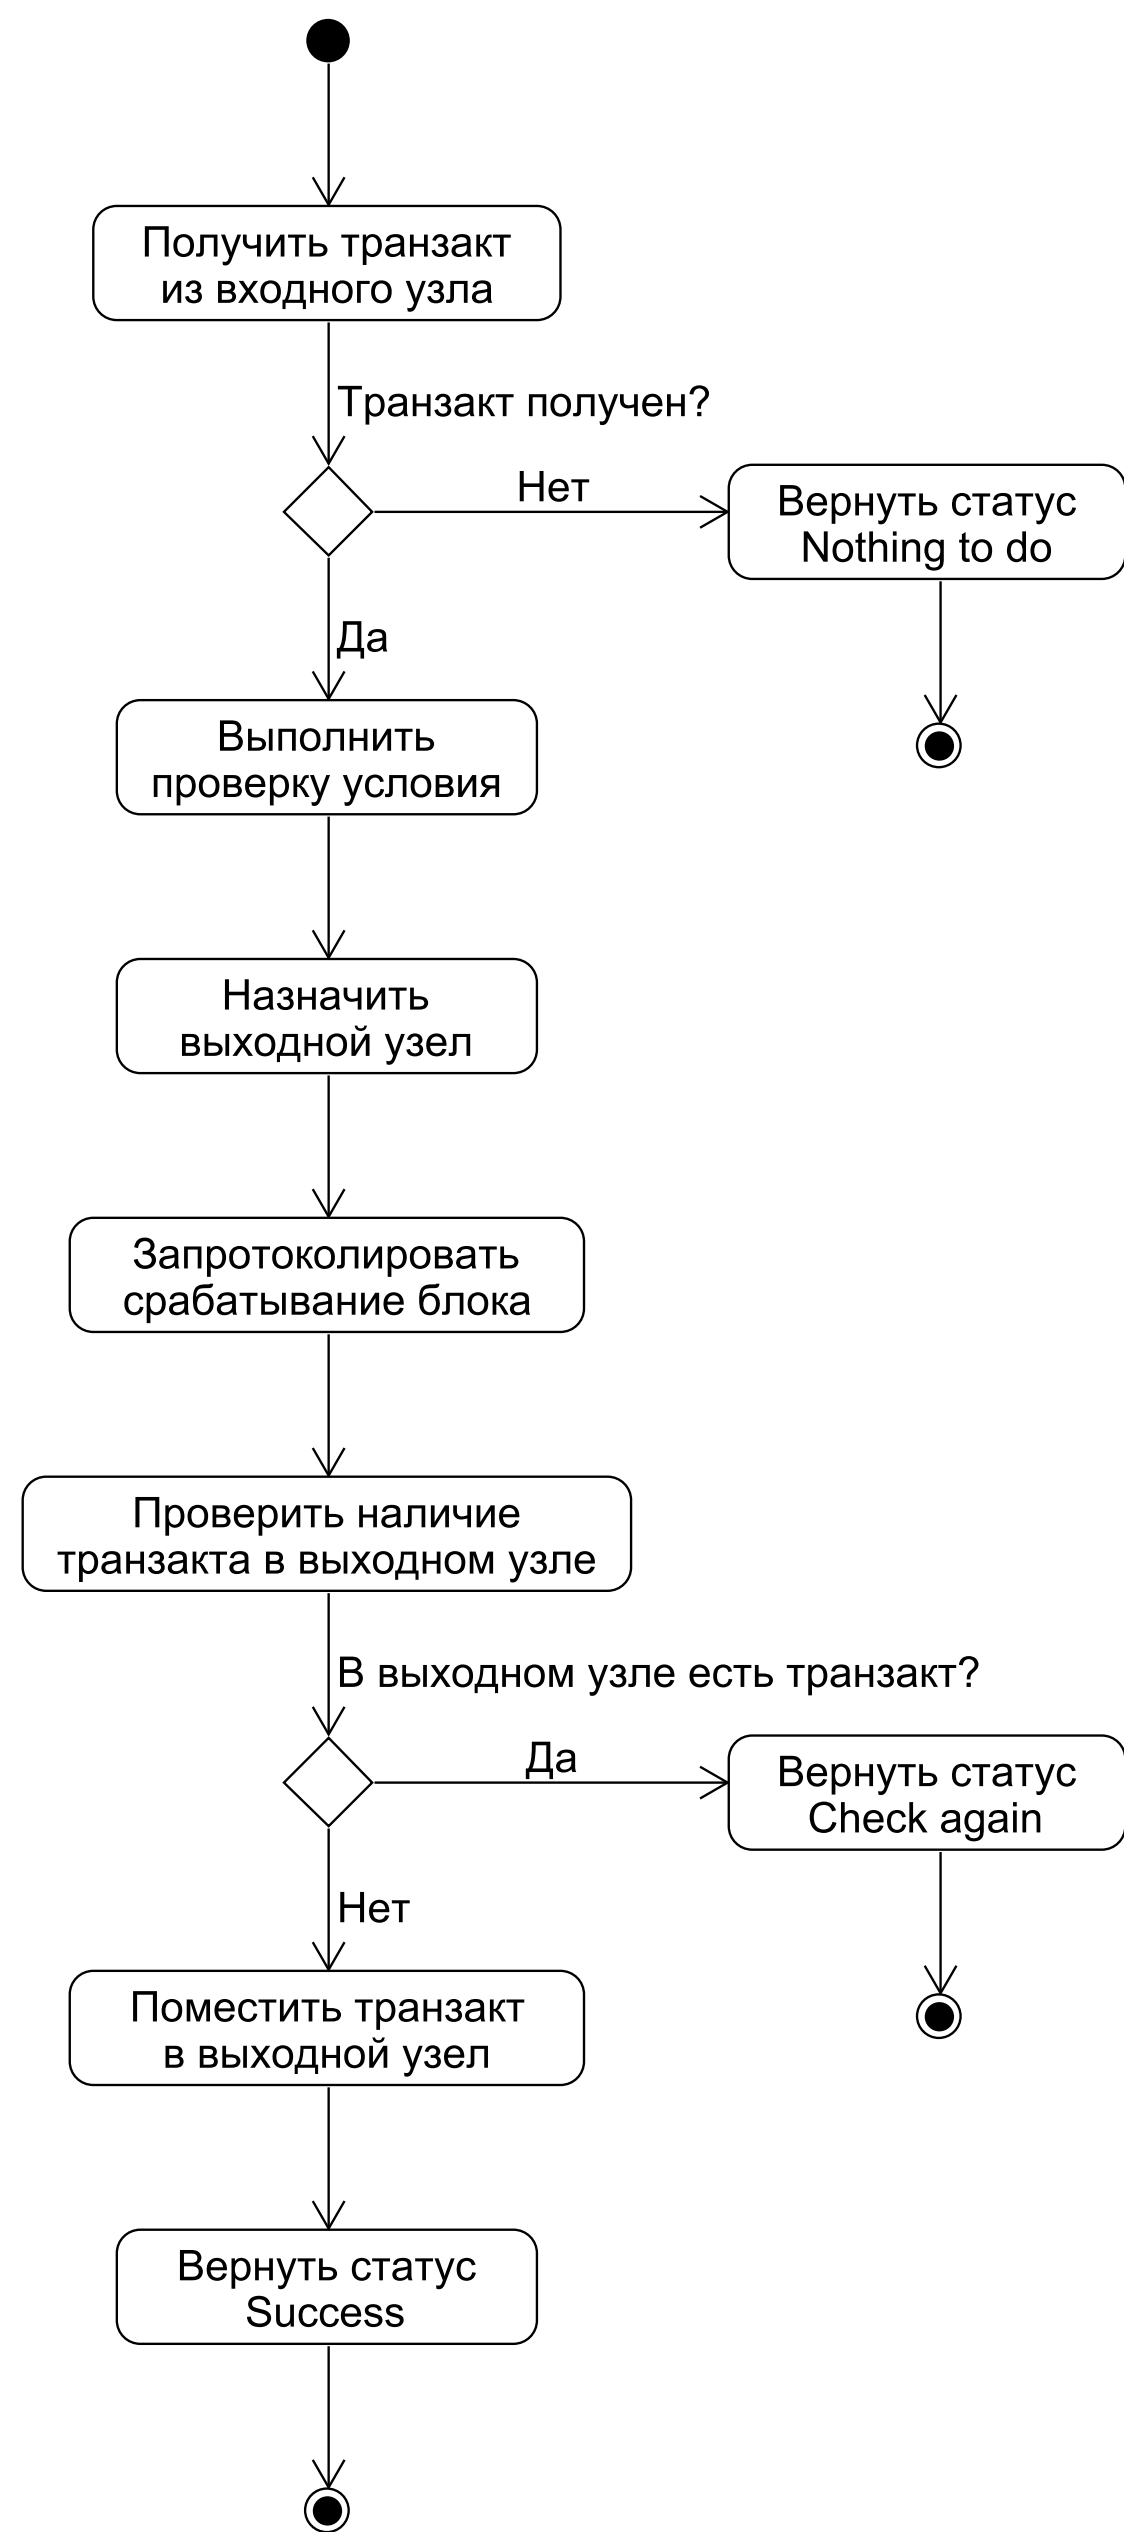 Получить транзакт
из входного узла
Транзакт получен?
Нет
Вернуть статус
Nothing to do
Да
Выполнить
проверку условия
Назначить
выходной узел
Запротоколировать
срабатывание блока
Проверить наличие
транзакта в выходном узле
В выходном узле есть транзакт?
Да
Вернуть статус
Check again
Нет
Поместить транзакт
в выходной узел
Вернуть статус
Success